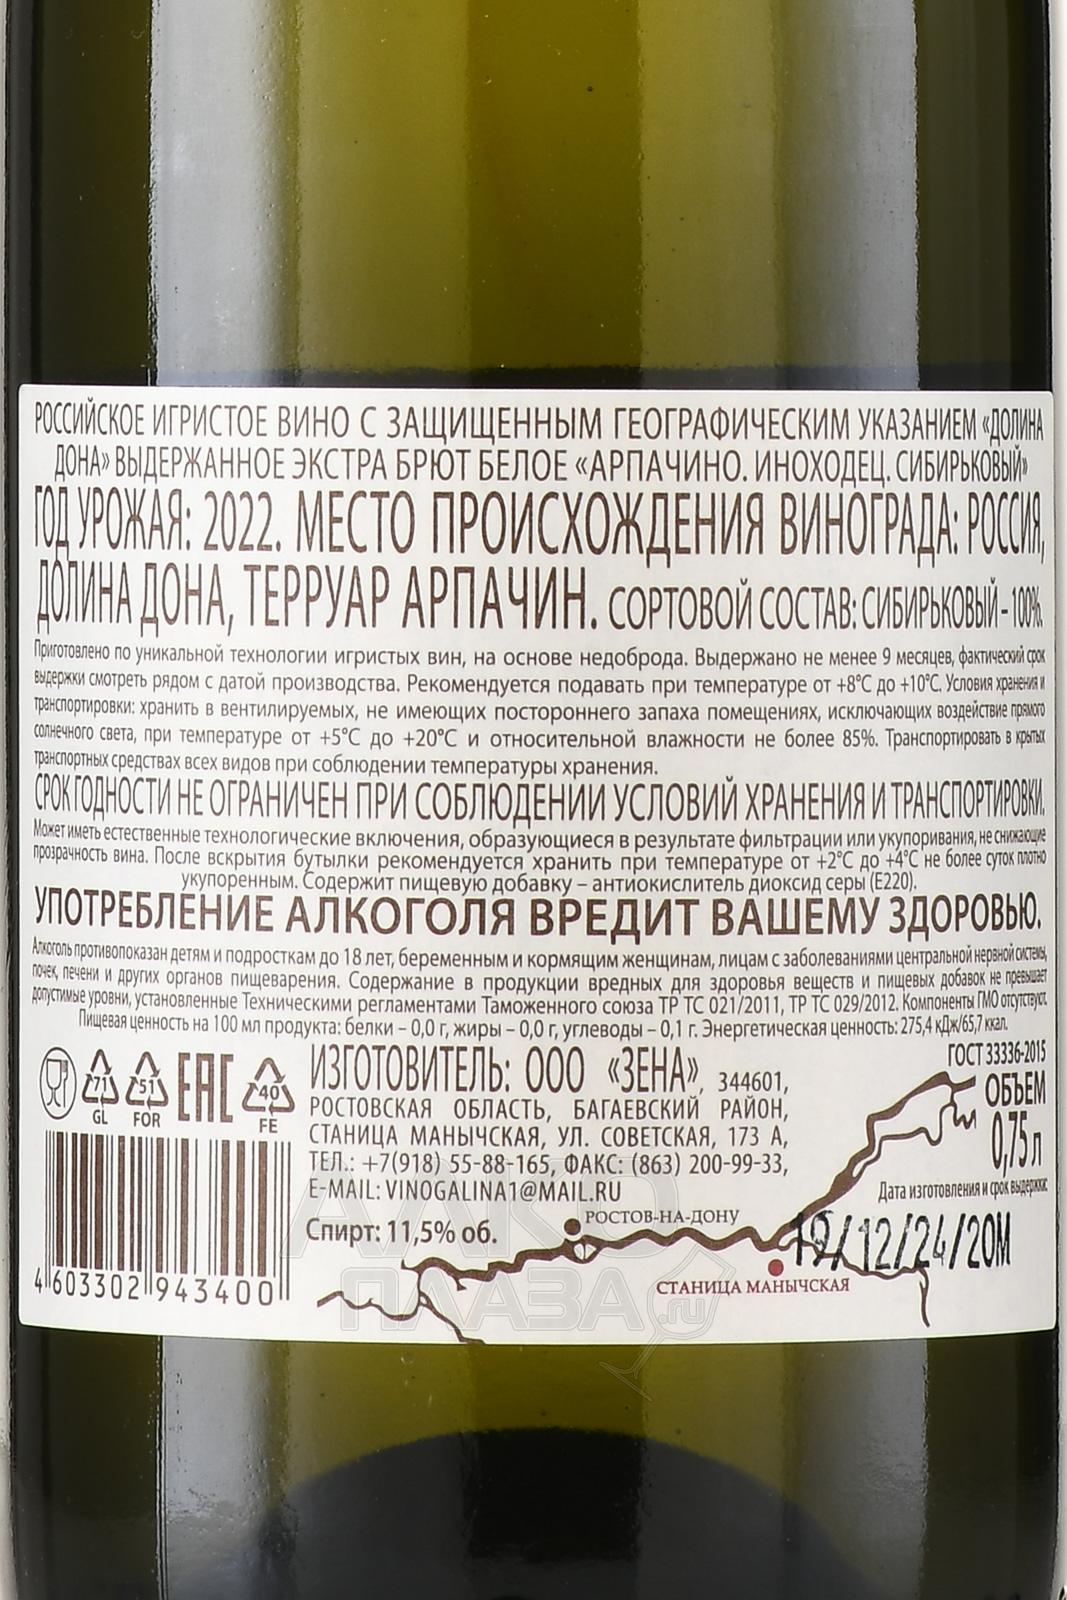 РОССИЙСКОЕ ИГРИСТОЕ ВИНО С ЗАЩИЩЕННЫМ ГЕОГРАФИЧЕСКИМ УКАЗАНИЕМ «ДОЛИНА
ДОНА» ВЫДЕРЖАННОЕ ЭКСТРА БРЮТ БЕЛОЕ «АРПАЧИНО. ИНОХОДЕЦ. СИБИРЬКОВЫЙ»
ГОД УРОЖАЯ: 2022. МЕСТО ПРОИСХОЖДЕНИЯ ВИНОГРАДА: РОССИЯ,
ДОЛИНА ДОНА, ТЕРРУАР АРПАЧИН. СОРТОВОЙ СОСТАВ: СИБИРЬКОВЫЙ – 100%.
Приготовлено по уникальной технологии игристых вин, на основе недоброда. Выдержано не менее 9 месяцев, фактический срок
выдержки смотреть рядом с датой производства. Рекомендуется подавать при температуре от +8°С до +10°С. Условия хранения и
транспортировки: хранить в вентилируемых, не имеющих постороннего запаха помещениях, исключающих воздействие прямого
солнечного света, при температуре от +5°С до +20°С и относительной влажности не более 85%. Транспортировать в крытых
транспортных средствах всех видов при соблюдении температуры хранения.
СРОК ГОДНОСТИ НЕ ОГРАНИЧЕН ПРИ СОБЛЮДЕНИИ УСЛОВИЙ ХРАНЕНИЯ И ТРАНСПОРТИРОВКИ.
Может иметь естественные технологические включения, образующиеся в результате фильтрации или укупоривания, не снижающие
прозрачность вина. После вскрытия бутылки рекомендуется хранить при температуре от +2°С до +4°С не более суток плотно
укупоренным. Содержит пищевую добавку – антиокислитель диоксид серы (Е220).
УПОТРЕБЛЕНИЕ АЛКОГОЛЯ ВРЕДИТ ВАШЕМУ ЗДОРОВЬЮ.
Алкоголь противопоказан детям и подросткам до 18 лет, беременным и кормящим женщинам, лицам с заболеваниями центральной нервной системы,
почек, печени и других органов пищеварения. Содержание в продукции вредных для здоровья веществ и пищевых добавок не превышает
допустимые уровни, установленные Техническими регламентами Таможенного союза ТР ТС 021/2011, ТР ТС 029/2012. Компоненты ГМО отсутствуют.
Пищевая ценность на 100 мл продукта: белки – 0,0 г, жиры – 0,0 г, углеводы – 0,1 г. Энергетическая ценность: 275,4 кДж/65,7 ккал.
71
GL
51
FOR
EAC
40
FE
ИЗГОТОВИТЕЛЬ: ООО «ЗЕНА», 344601,
РОСТОВСКАЯ ОБЛАСТЬ, БАГАЕВСКИЙ РАЙОН,
СТАНИЦА МАНЫЧСКАЯ, УЛ. СОВЕТСКАЯ, 173 А,
ТЕЛ.: +7(918) 55-88-165, ФАКС: (863) 200-99-33,
E-MAIL: VINOGALINA1@MAIL.RU
Спирт: 11,5% об.
ГОСТ 33336-2015
ОБЪЕМ
0,75 л
Дата изготовления и срок выдержки:
19/12/24/20М
РОСТОВ-НА-ДОНУ
СТАНИЦА МАНЫЧСКАЯ
4 603302 943400
АЛКО
ПЛАЗА.ru